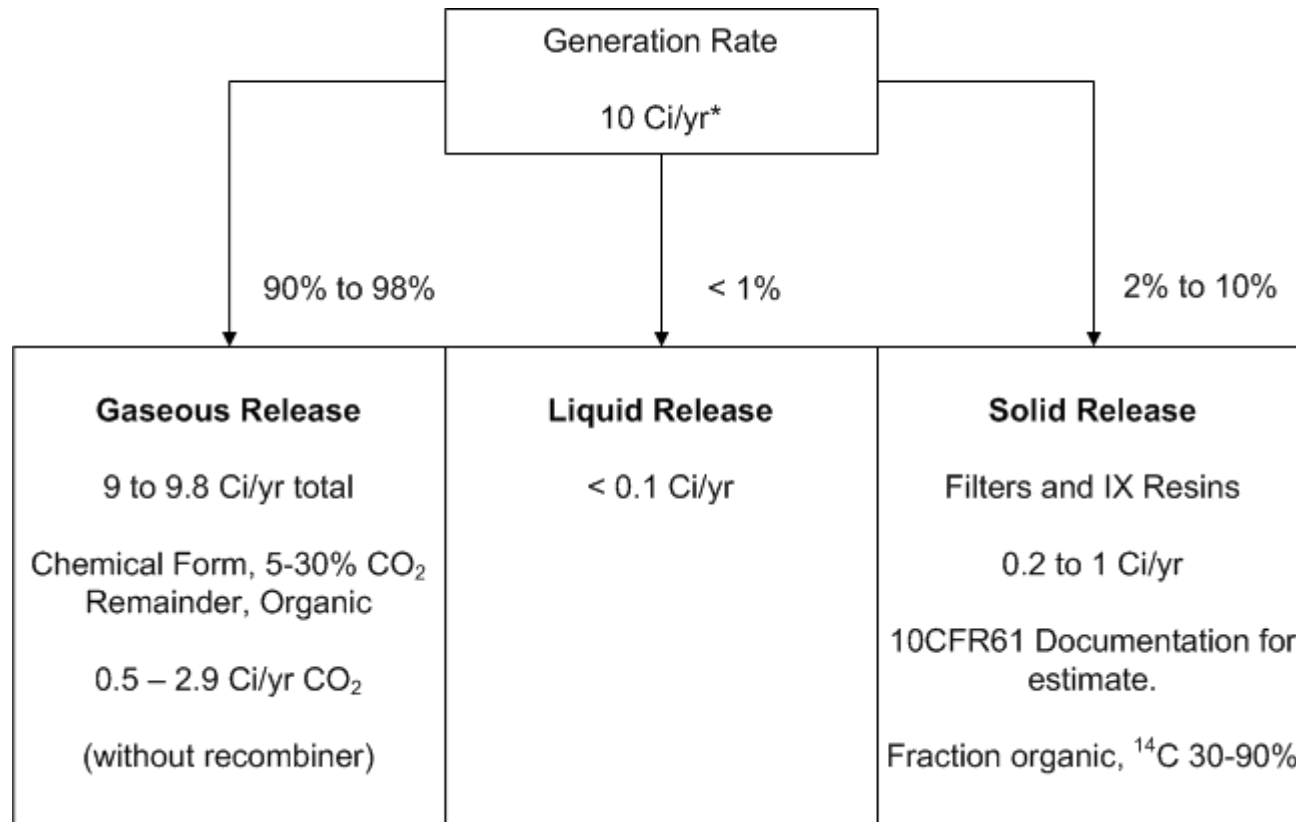 Generation Rate
10 Ci/yr*
90% to 98%
< 1%
2% to 10%
Gaseous Release
9 to 9.8 Ci/yr total
Chemical Form, 5-30% CO₂
Remainder, Organic
0.5 – 2.9 Ci/yr CO₂
(without recombiner)
Liquid Release
< 0.1 Ci/yr
Solid Release
Filters and IX Resins
0.2 to 1 Ci/yr
10CFR61 Documentation for
estimate.
Fraction organic, ¹⁴C 30-90%